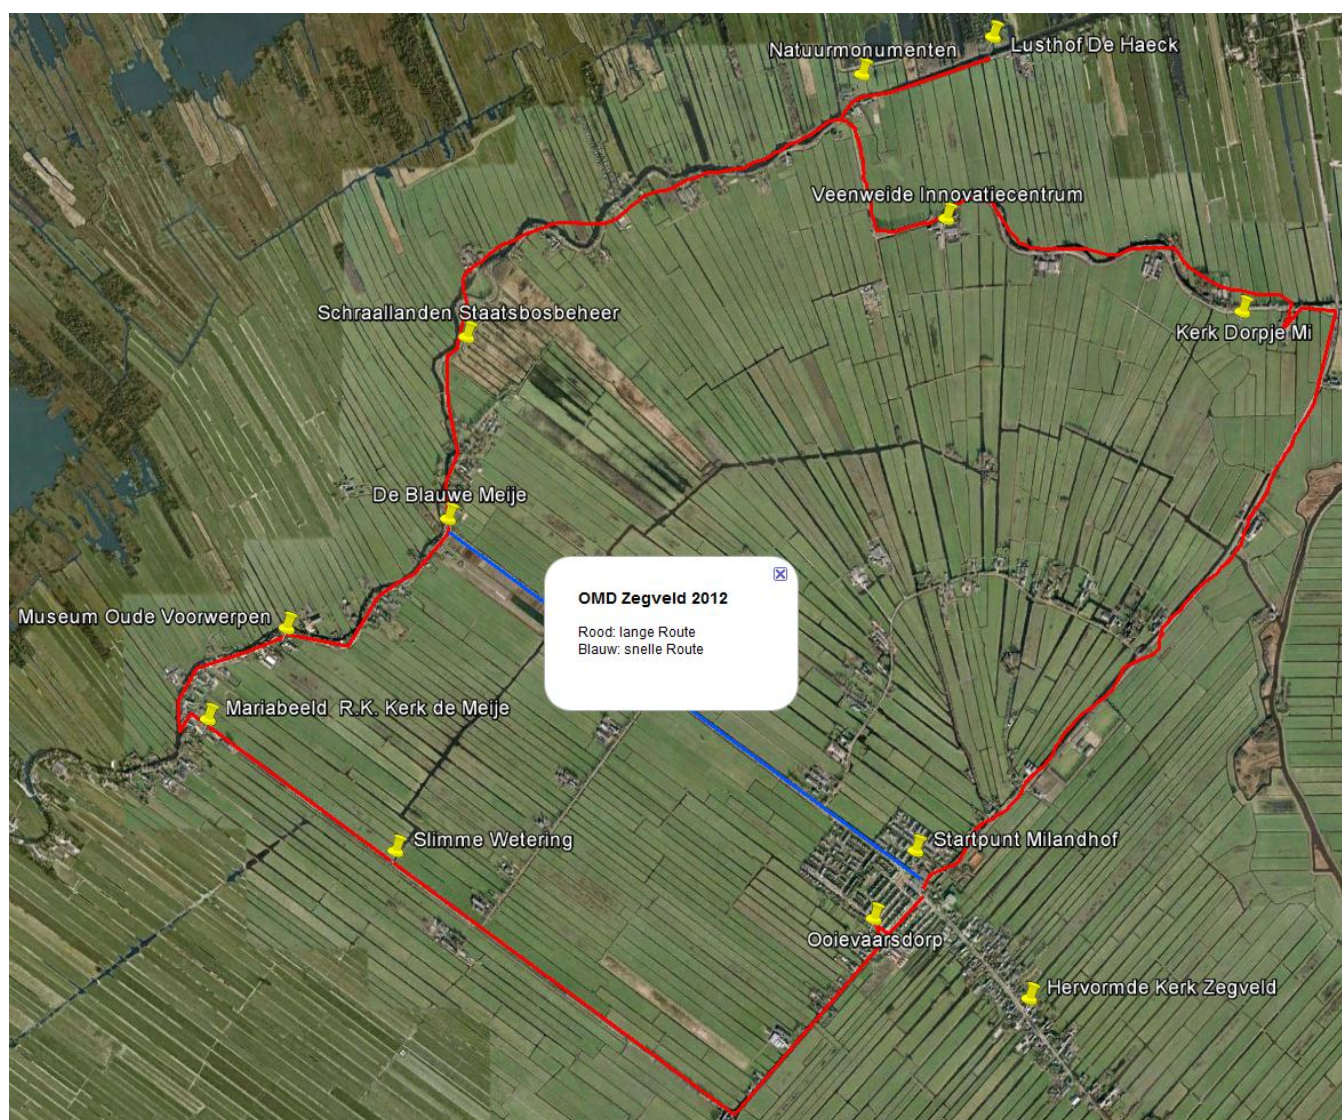 Natuurmonumenten
Lusthof De Haeck
Veenweide Innovatiecentrum
Schraallanden Staatsbosbeheer
Kerk Dorpje Mi
De Blauwe Meije
OMD Zegveld 2012
Rood: lange Route
Blauw: snelle Route
Museum Oude Voorwerpen
Mariabeeld R.K. Kerk de Meije
Slimme Wetering
Startpunt Milandhof
Ooievaarsdorp
Hervormde Kerk Zegveld